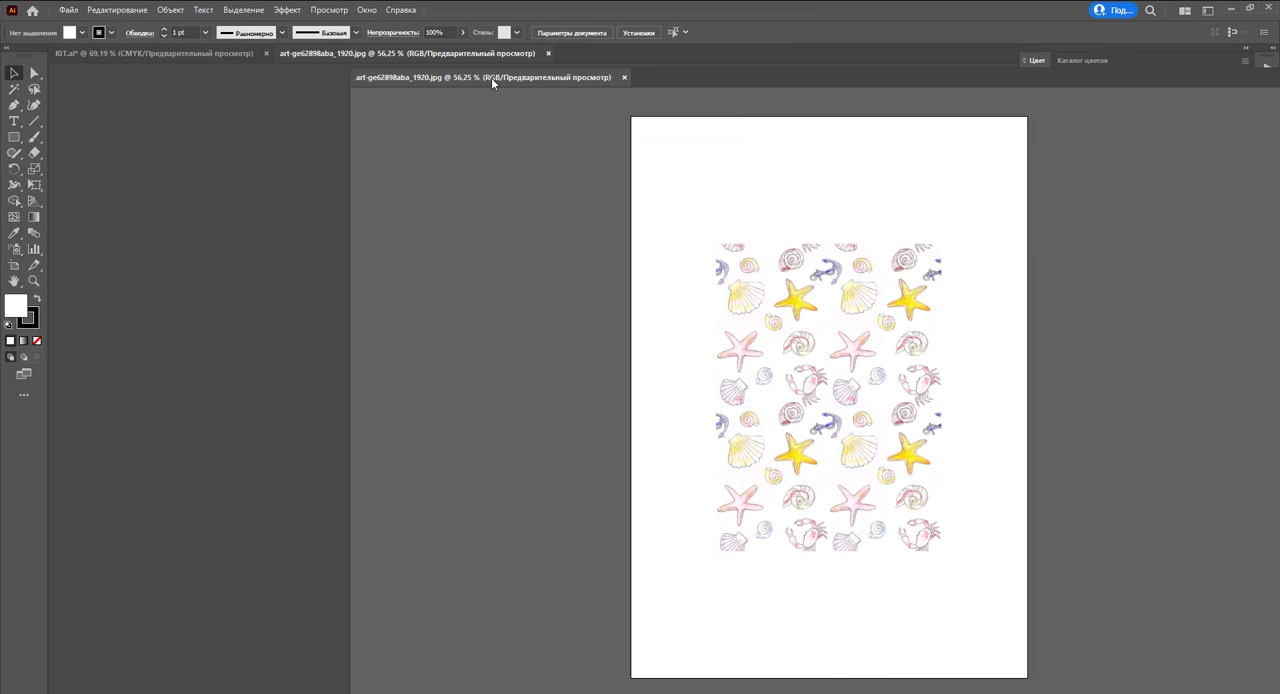 Ai Файл Редактирование Объект Текст Выделение Эффект Просмотр Окно Справка Под...
Нет выделения Обводка: 1 pt Равномерно Базовая Непрозрачность: 100% Стиль: Параметры документа Установки
KIT.ai* @ 69,19 % (CMYK/Предварительный просмотр) × art-ge62898aba_1920.jpg @ 56,25 % (RGB/Предварительный просмотр) ×
Цвет Каталог цветов
art-ge62898aba_1920.jpg @ 56,25 % (RGB/Предварительный просмотр) ×